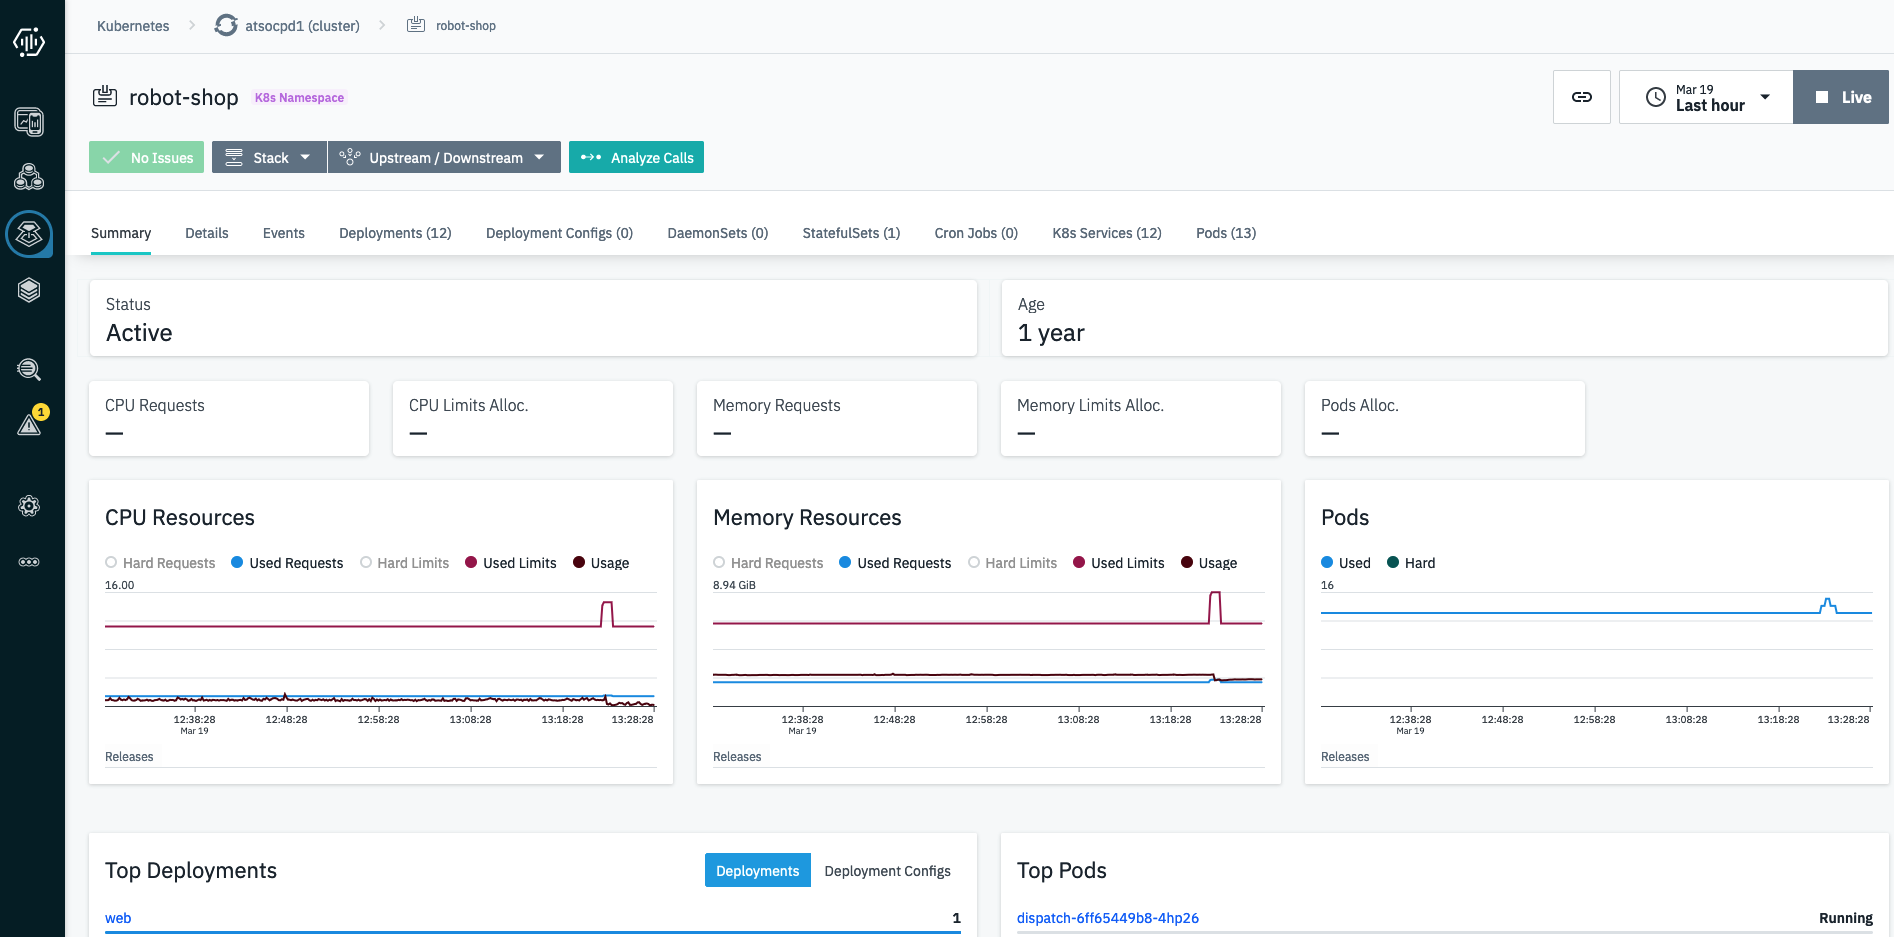 Kubernetes
atsocpd1 (cluster)
robot-shop
robot-shop K8s Namespace
Mar 19
Last hour
Live
No Issues
Stack
Upstream / Downstream
Analyze Calls
Summary
Details
Events
Deployments (12)
Deployment Configs (0)
DaemonSets (0)
StatefulSets (1)
Cron Jobs (0)
K8s Services (12)
Pods (13)
1
Status
Active
Age
1 year
CPU Requests
—
CPU Limits Alloc.
—
Memory Requests
—
Memory Limits Alloc.
—
Pods Alloc.
—
CPU Resources
Hard Requests Used Requests Hard Limits Used Limits Usage
16.00
12:38:28 12:48:28 12:58:28 13:08:28 13:18:28 13:28:28
Mar 19
Releases
Memory Resources
Hard Requests Used Requests Hard Limits Used Limits Usage
8.94 GiB
12:38:28 12:48:28 12:58:28 13:08:28 13:18:28 13:28:28
Mar 19
Releases
Pods
Used Hard
16
12:38:28 12:48:28 12:58:28 13:08:28 13:18:28 13:28:28
Mar 19
Releases
Top Deployments
Deployments
Deployment Configs
web 1
Top Pods
dispatch-6ff65449b8-4hp26 Running